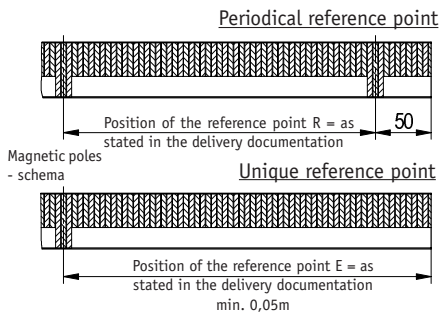 Periodical reference point
Position of the reference point R = as
stated in the delivery documentation
50
Magnetic poles
- schema
Unique reference point
Position of the reference point E = as
stated in the delivery documentation
min. 0,05m